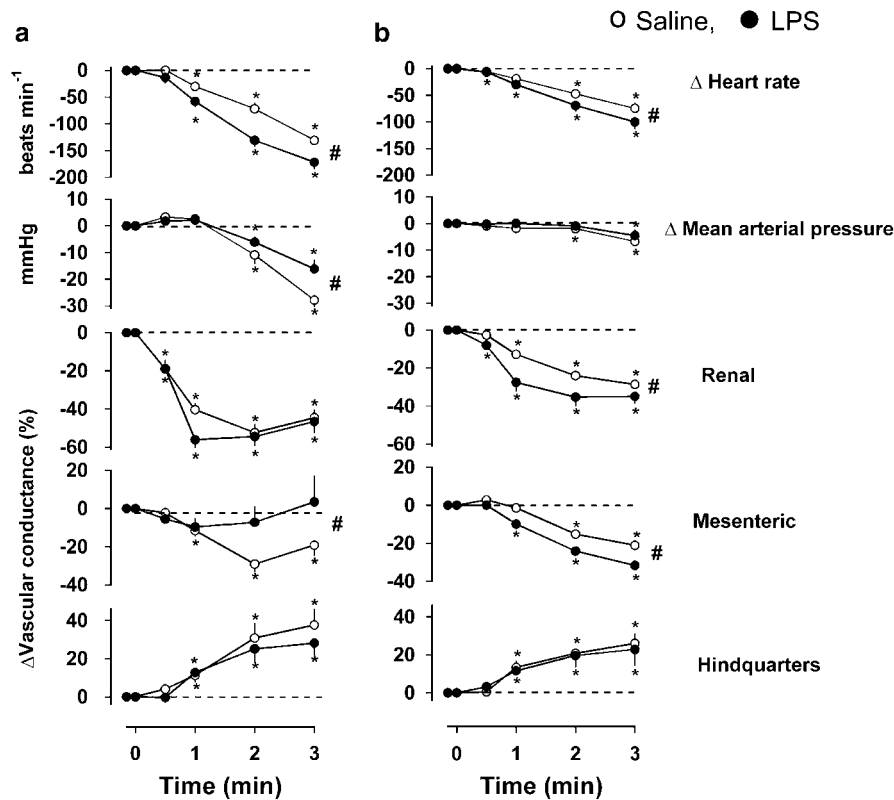 a
b
Saline, LPS
beats min⁻¹
0
-50
-100
-150
-200
* * * * * *
#
0
-50
-100
-150
-200
* * * * * *
#
Δ Heart rate
mmHg
10
0
-10
-20
-30
* * * *
#
10
0
-10
-20
-30
* * *
Δ Mean arterial pressure
ΔVascular conductance (%)
0
-20
-40
-60
* * * * * * * *
0
-20
-40
-60
* * * * * * *
#
Renal
20
0
-20
-40
* * *
#
20
0
-20
-40
* * * * *
#
Mesenteric
40
20
0
* * * * * *
40
20
0
* * * * * *
Hindquarters
0 1 2 3
Time (min)
0 1 2 3
Time (min)